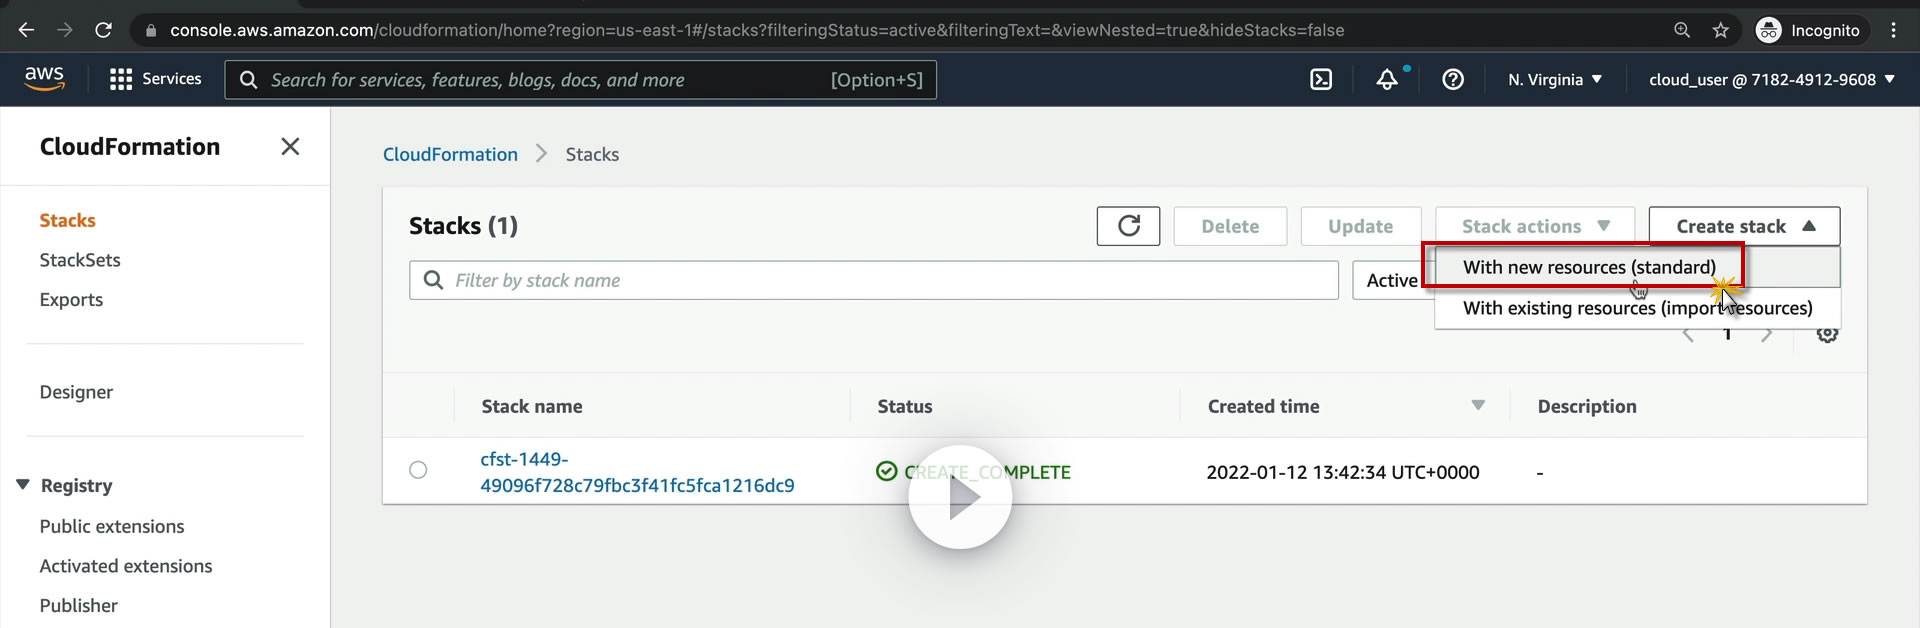 console.aws.amazon.com/cloudformation/home?region=us-east-1#/stacks?filteringStatus=active&filteringText=&viewNested=true&hideStacks=false
Incognito
aws
Services
Search for services, features, blogs, docs, and more
[Option+S]
N. Virginia
cloud_user @ 7182-4912-9608
CloudFormation
Stacks
StackSets
Exports
Designer
Registry
Public extensions
Activated extensions
Publisher
CloudFormation > Stacks
Stacks (1)
Delete
Update
Stack actions
Create stack
With new resources (standard)
With existing resources (import resources)
Filter by stack name
Active
1
Stack name
Status
Created time
Description
cfst-1449-
49096f728c79fbc3f41fc5fca1216dc9
CREATE_COMPLETE
2022-01-12 13:42:34 UTC+0000
-